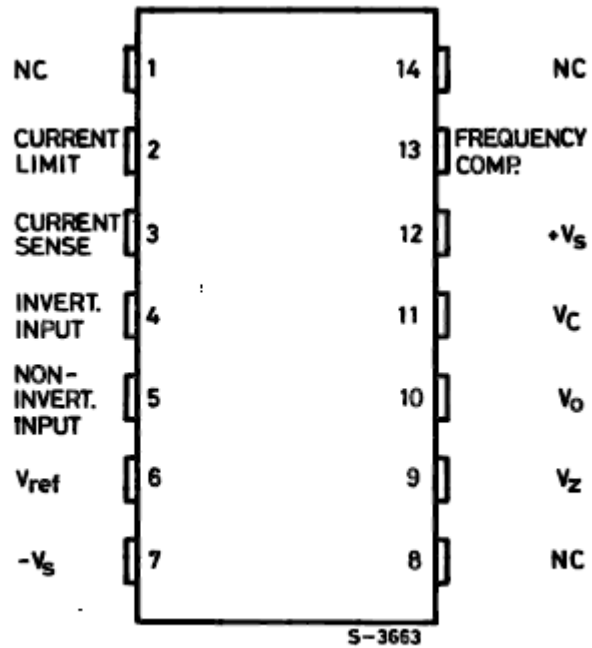 NC 1 14 NC
CURRENT LIMIT 2 13 FREQUENCY COMP.
CURRENT SENSE 3 12 +Vs
INVERT. INPUT 4 11 Vc
NON-INVERT. INPUT 5 10 Vo
Vref 6 9 Vz
-Vs 7 8 NC
S-3663